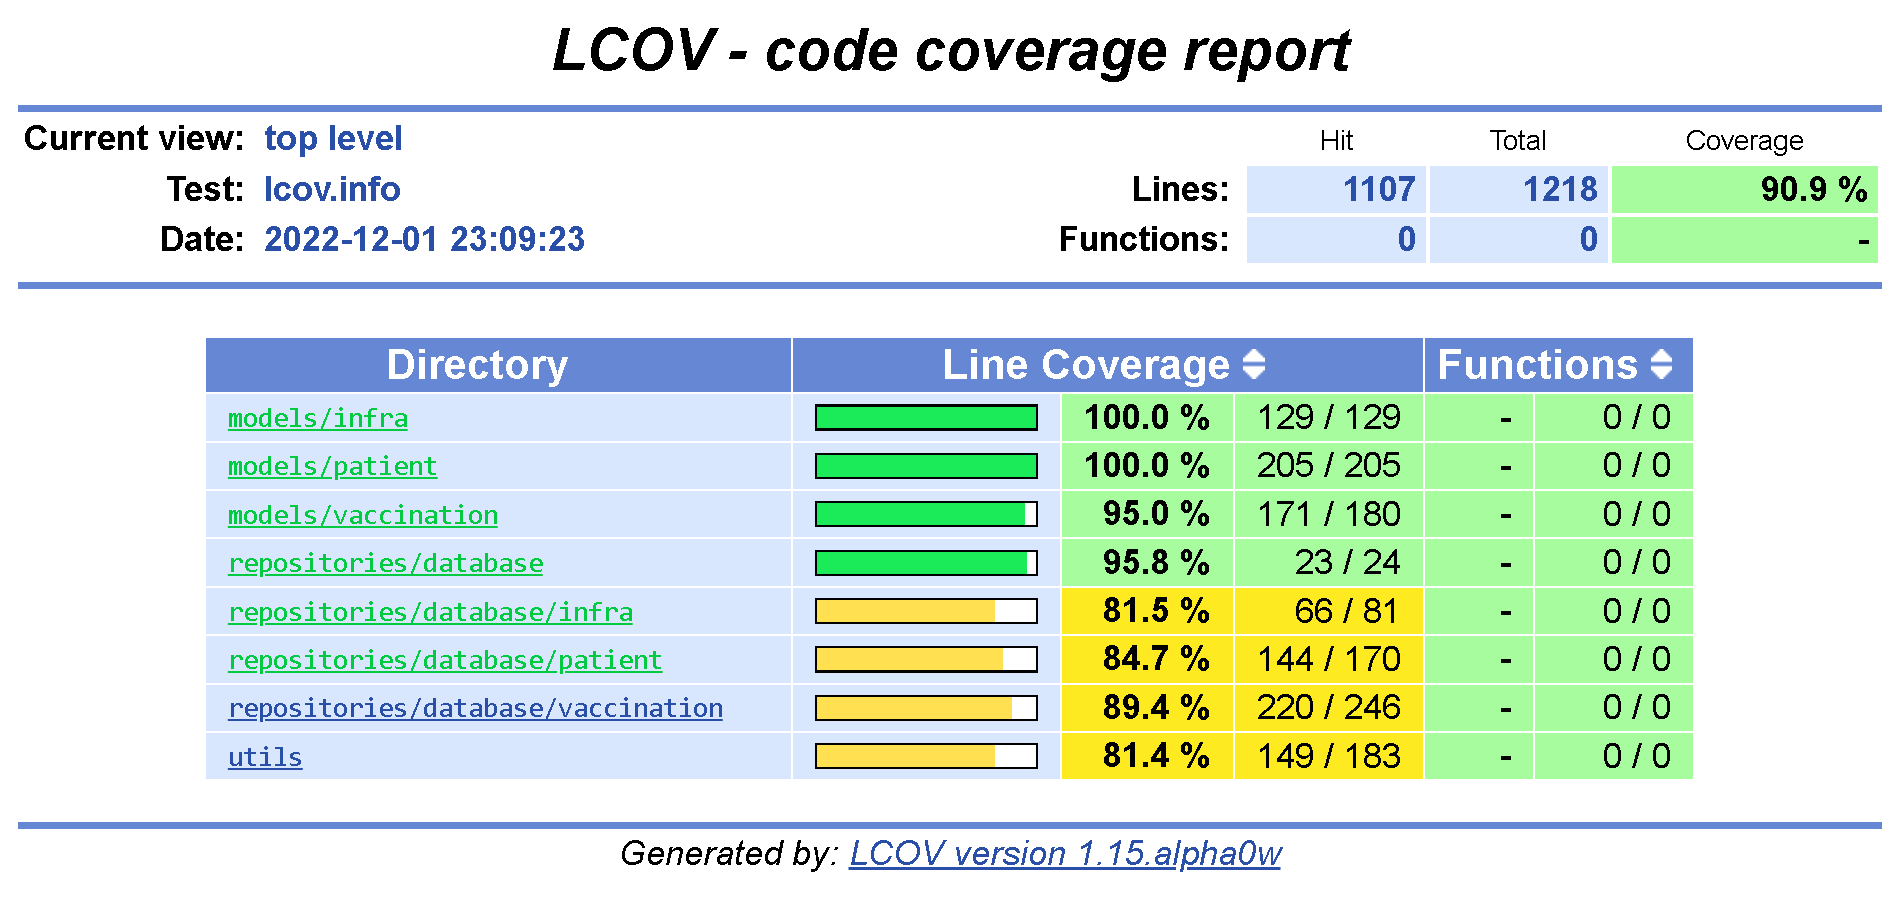 LCOV - code coverage report
Current view: top level Hit Total Coverage
Test: lcov.info Lines: 1107 1218 90.9 %
Date: 2022-12-01 23:09:23 Functions: 0 0 -
Directory Line Coverage Functions
models/infra 100.0 % 129 / 129 - 0 / 0
models/patient 100.0 % 205 / 205 - 0 / 0
models/vaccination 95.0 % 171 / 180 - 0 / 0
repositories/database 95.8 % 23 / 24 - 0 / 0
repositories/database/infra 81.5 % 66 / 81 - 0 / 0
repositories/database/patient 84.7 % 144 / 170 - 0 / 0
repositories/database/vaccination 89.4 % 220 / 246 - 0 / 0
utils 81.4 % 149 / 183 - 0 / 0
Generated by: LCOV version 1.15.alpha0w